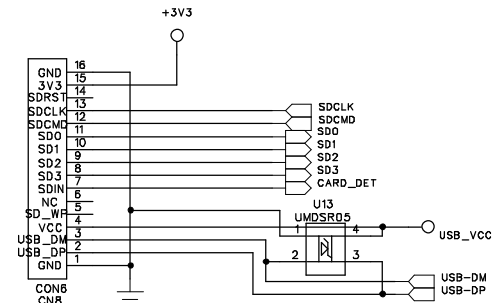 +3V3
GND 16
3V3 15
SDRST 14
SDCLK 13 SDCLK
SDCMD 12 SDCMD
SD0 11 SD0
SD1 10 SD1
SD2 9 SD2
SD3 8 SD3
SDIN 7 CARD_DET
NC 6
SD_WP 5
U13
UMDSR05
VCC 4
1 4
USB_VCC
USB_DM 3
USB_DP 2
2 3
GND 1
USB-DM
USB-DP
CON6
CN8